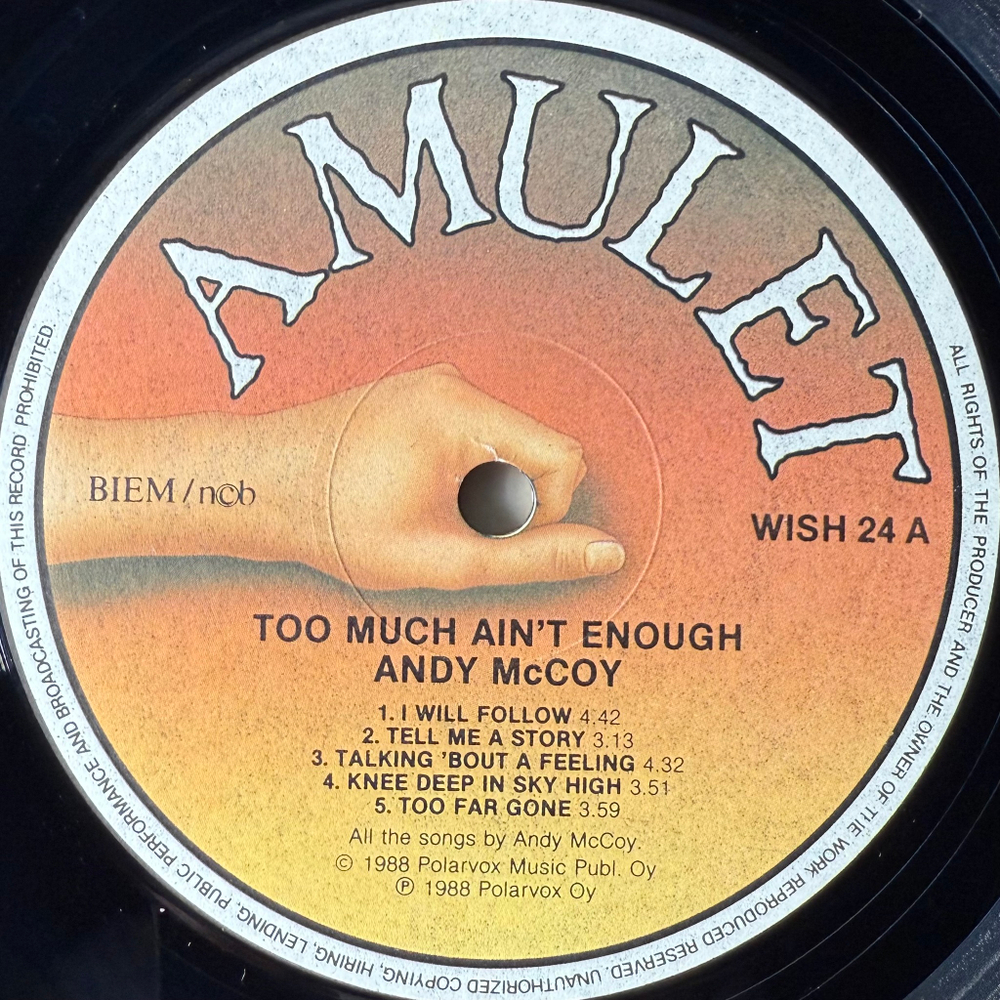 AMULET
BIEM/n©b
WISH 24 A
TOO MUCH AIN'T ENOUGH
ANDY McCOY
1. I WILL FOLLOW 4.42
2. TELL ME A STORY 3.13
3. TALKING 'BOUT A FEELING 4.32
4. KNEE DEEP IN SKY HIGH 3.51
5. TOO FAR GONE 3.59
All the songs by Andy McCoy.
© 1988 Polarvox Music Publ. Oy
℗ 1988 Polarvox Oy
ALL RIGHTS OF THE PRODUCER AND THE OWNER OF THE WORK REPRODUCED RESERVED. UNAUTHORIZED COPYING, HIRING, LENDING, PUBLIC PERFORMANCE AND BROADCASTING OF THIS RECORD PROHIBITED.